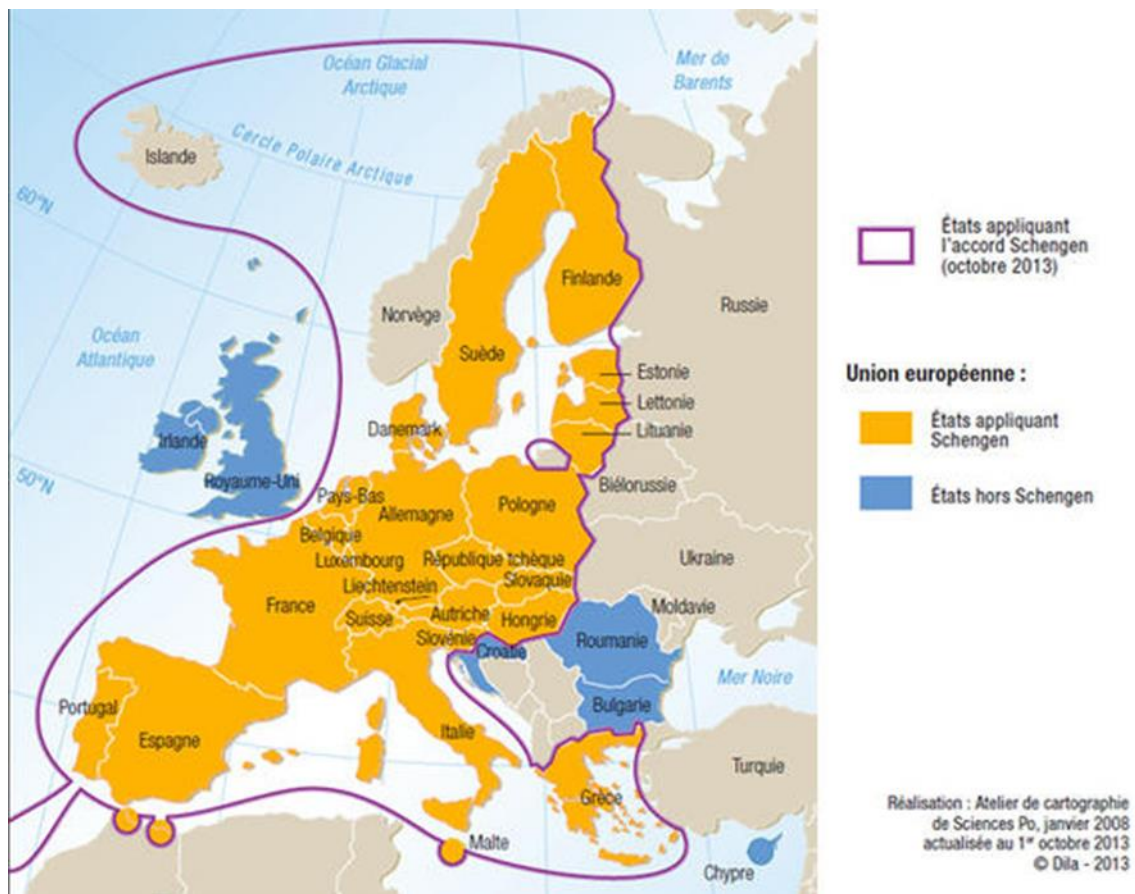 Océan Glacial
Arctique
Mer de
Barents
Cercle Polaire Arctique
Islande
60°N
Océan
Atlantique
Norvège
Finlande
Russie
Suède
Estonie
Lettonie
Lituanie
Danemark
Irlande
Royaume-Uni
50°N
Biélorussie
Pays-Bas
Allemagne
Pologne
Belgique
Luxembourg
République tchèque
Ukraine
Slovaquie
Liechtenstein
France
Suisse
Autriche
Hongrie
Moldavie
Slovénie
Croatie
Roumanie
Mer Noire
Bulgarie
Portugal
Espagne
Italie
Turquie
Grèce
Malte
Chypre
États appliquant
l'accord Schengen
(octobre 2013)
Union européenne :
États appliquant
Schengen
États hors Schengen
Réalisation : Atelier de cartographie
de Sciences Po, janvier 2008
actualisée au 1er octobre 2013
© Dila - 2013